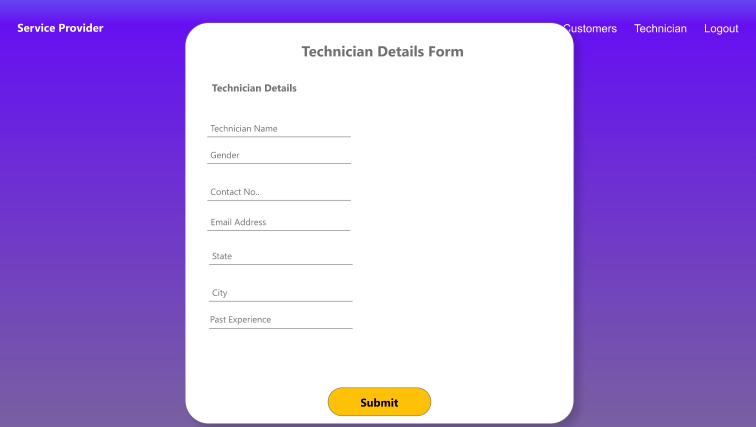 Service Provider
Customers Technician Logout
Technician Details Form
Technician Details
Technician Name
Gender
Contact No..
Email Address
State
City
Past Experience
Submit